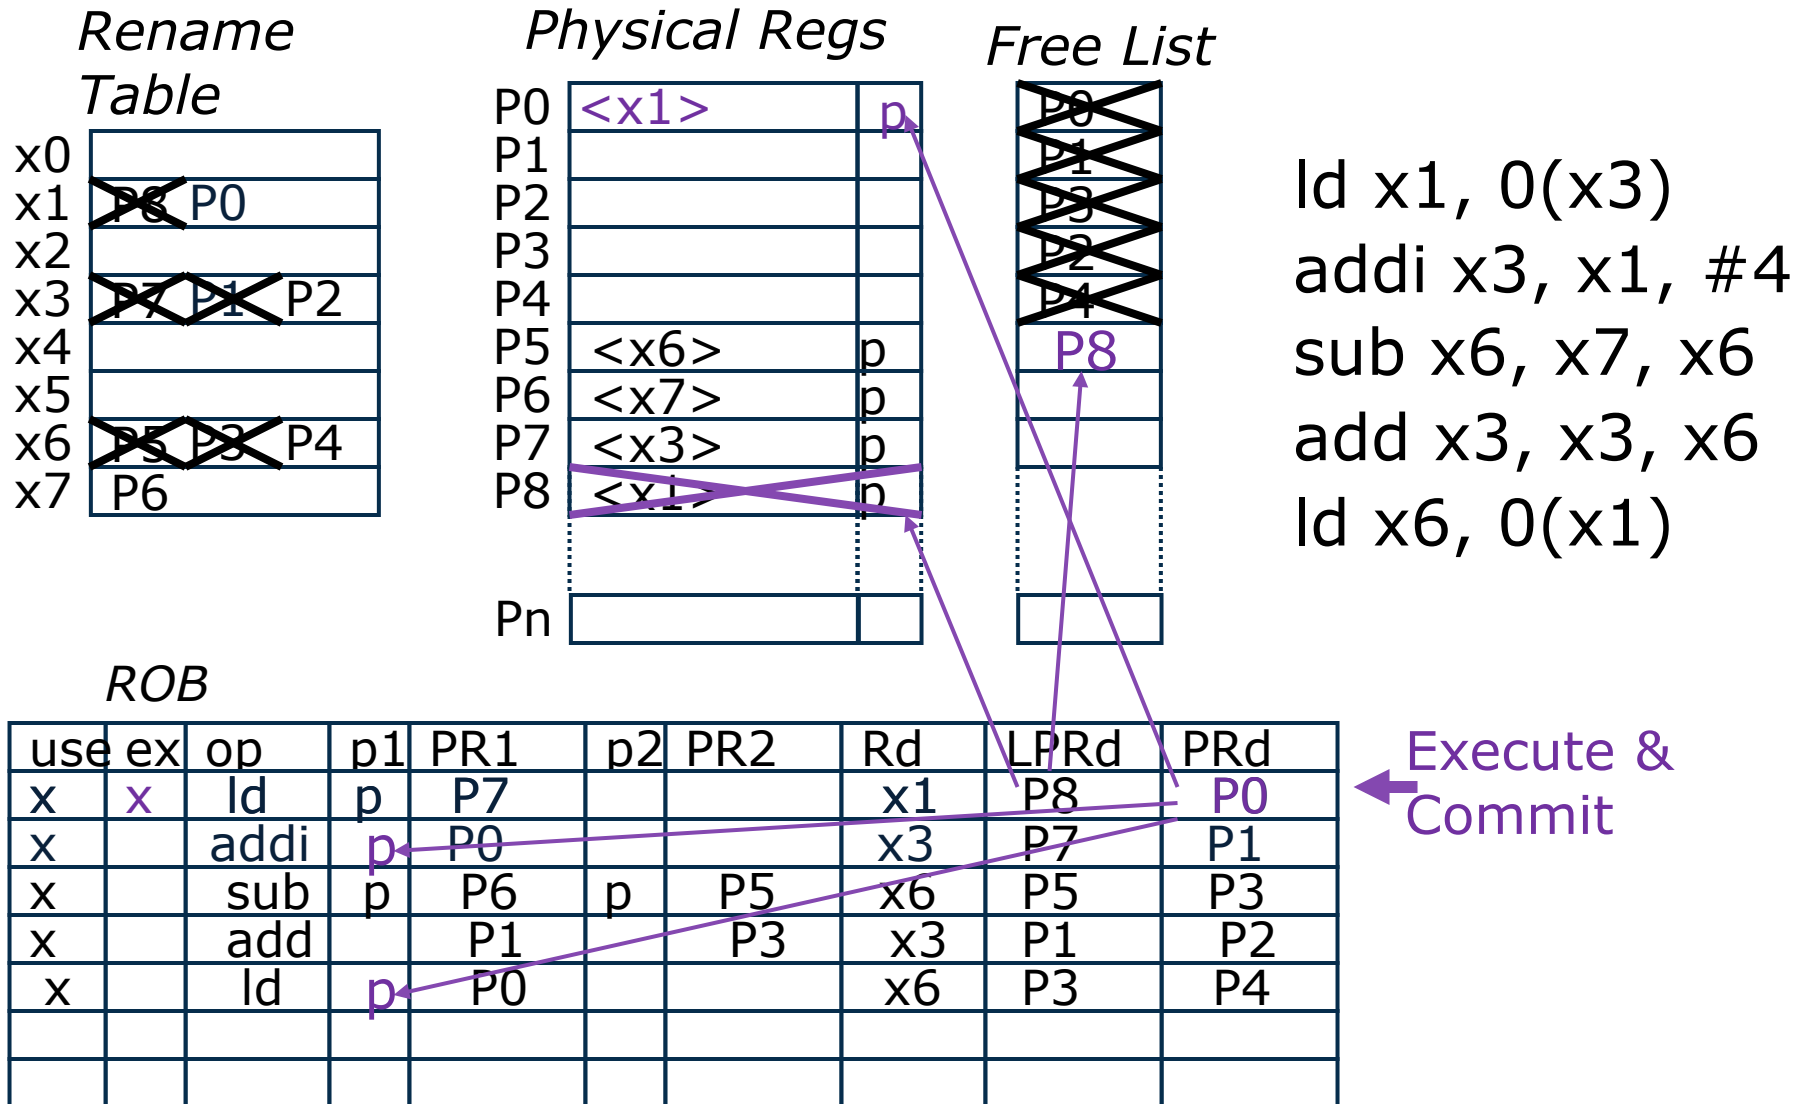 Rename
Table
x0
x1 P8 P0
x2
x3 P7 P1 P2
x4
x5
x6 P5 P3 P4
x7 P6
Physical Regs
P0 <x1> p
P1
P2
P3
P4
P5 <x6> p
P6 <x7> p
P7 <x3> p
P8 <x1> p
Pn
Free List
P0
P1
P3
P2
P4
P8
ld x1, 0(x3)
addi x3, x1, #4
sub x6, x7, x6
add x3, x3, x6
ld x6, 0(x1)
ROB
use ex op p1 PR1 p2 PR2 Rd LPRd PRd
x x ld p P7 x1 P8 P0
x addi p P0 x3 P7 P1
x sub p P6 p P5 x6 P5 P3
x add P1 P3 x3 P1 P2
x ld p P0 x6 P3 P4
Execute &
Commit